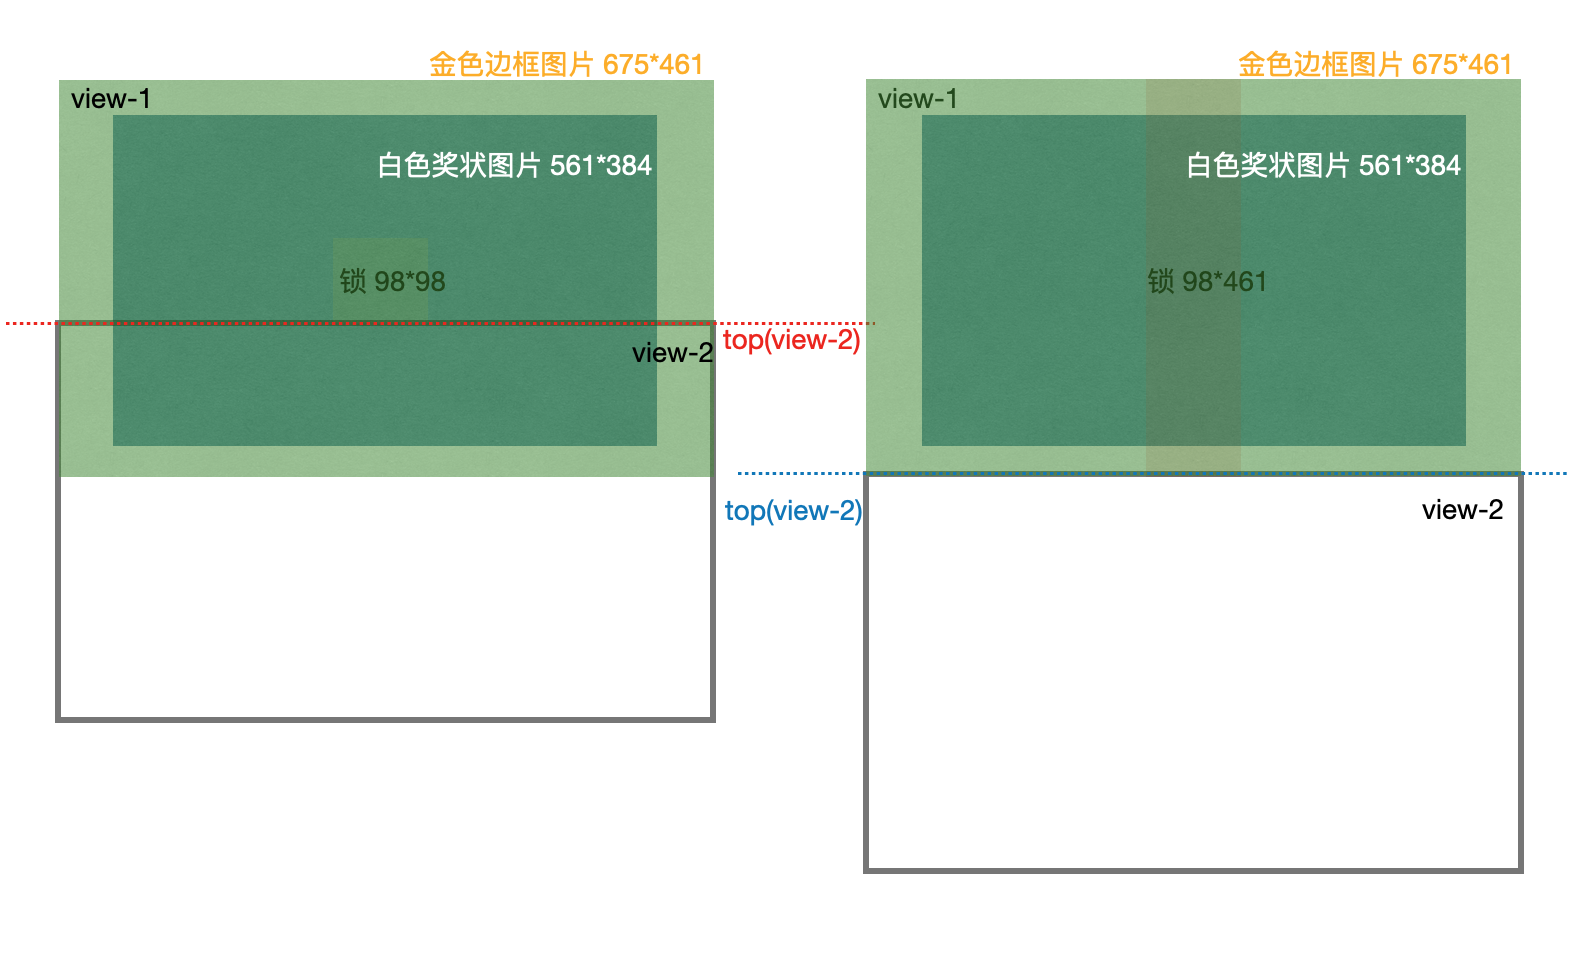 金色边框图片 675*461
view-1
白色奖状图片 561*384
锁 98*98
top(view-2)
view-2
金色边框图片 675*461
view-1
白色奖状图片 561*384
锁 98*461
top(view-2)
view-2